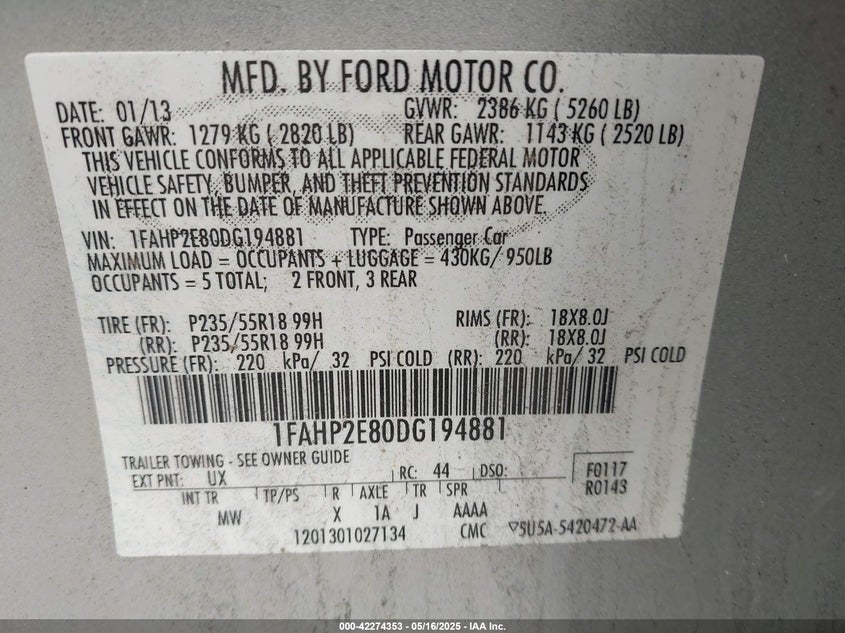 MFD. BY FORD MOTOR CO.
DATE: 01/13 GVWR: 2386 KG ( 5260 LB)
FRONT GAWR: 1279 KG ( 2820 LB) REAR GAWR: 1143 KG ( 2520 LB)
THIS VEHICLE CONFORMS TO ALL APPLICABLE FEDERAL MOTOR
VEHICLE SAFETY, BUMPER, AND THEFT PREVENTION STANDARDS
IN EFFECT ON THE DATE OF MANUFACTURE SHOWN ABOVE.
VIN: 1FAHP2E80DG194881 TYPE: Passenger Car
MAXIMUM LOAD = OCCUPANTS + LUGGAGE = 430KG/ 950LB
OCCUPANTS = 5 TOTAL; 2 FRONT, 3 REAR
TIRE (FR): P235/55R18 99H RIMS (FR): 18X8.0J
(RR): P235/55R18 99H (RR): 18X8.0J
PRESSURE (FR): 220 kPa/ 32 PSI COLD (RR): 220 kPa/ 32 PSI COLD
1FAHP2E80DG194881
TRAILER TOWING - SEE OWNER GUIDE
EXT PNT: UX RC: 44 DSO: F0117
INT TR TP/PS R AXLE TR SPR R0143
MW X 1A J AAAA
1201301027134 CMC ▽5U5A-5420472-AA
000-42274353 - 05/16/2025 - IAA Inc.